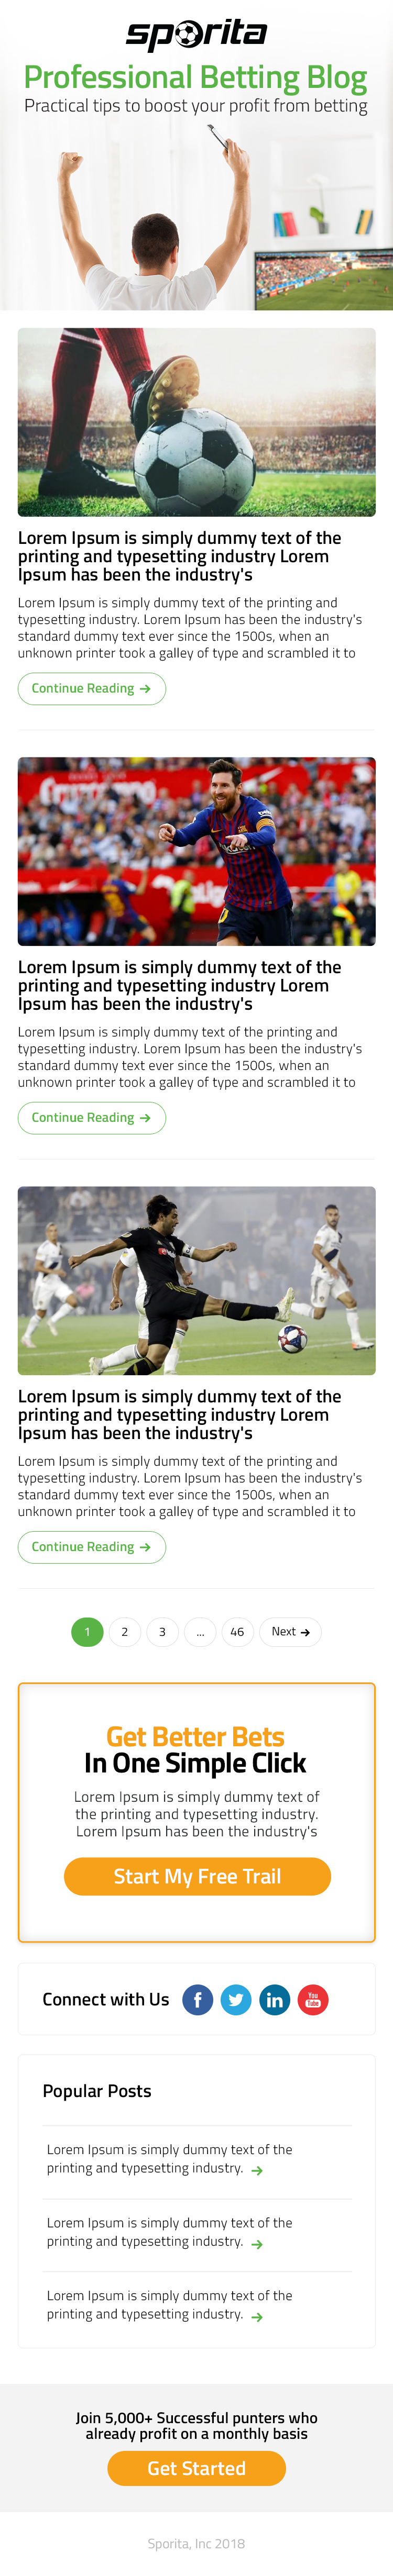 sporita
Professional Betting Blog
Practical tips to boost your profit from betting
Lorem Ipsum is simply dummy text of the
printing and typesetting industry Lorem
Ipsum has been the industry's
Lorem Ipsum is simply dummy text of the printing and
typesetting industry. Lorem Ipsum has been the industry's
standard dummy text ever since the 1500s, when an
unknown printer took a galley of type and scrambled it to
Continue Reading →
Lorem Ipsum is simply dummy text of the
printing and typesetting industry Lorem
Ipsum has been the industry's
Lorem Ipsum is simply dummy text of the printing and
typesetting industry. Lorem Ipsum has been the industry's
standard dummy text ever since the 1500s, when an
unknown printer took a galley of type and scrambled it to
Continue Reading →
Lorem Ipsum is simply dummy text of the
printing and typesetting industry Lorem
Ipsum has been the industry's
Lorem Ipsum is simply dummy text of the printing and
typesetting industry. Lorem Ipsum has been the industry's
standard dummy text ever since the 1500s, when an
unknown printer took a galley of type and scrambled it to
Continue Reading →
1 2 3 ... 46 Next →
Get Better Bets
In One Simple Click
Lorem Ipsum is simply dummy text of
the printing and typesetting industry.
Lorem Ipsum has been the industry's
Start My Free Trail
Connect with Us f in You Tube
Popular Posts
Lorem Ipsum is simply dummy text of the
printing and typesetting industry. →
Lorem Ipsum is simply dummy text of the
printing and typesetting industry. →
Lorem Ipsum is simply dummy text of the
printing and typesetting industry. →
Join 5,000+ Successful punters who
already profit on a monthly basis
Get Started
Sporita, Inc 2018